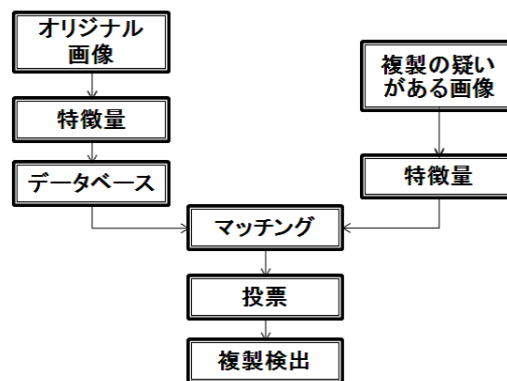 オリジナル
画像
特徴量
データベース
複製の疑い
がある画像
特徴量
マッチング
投票
複製検出